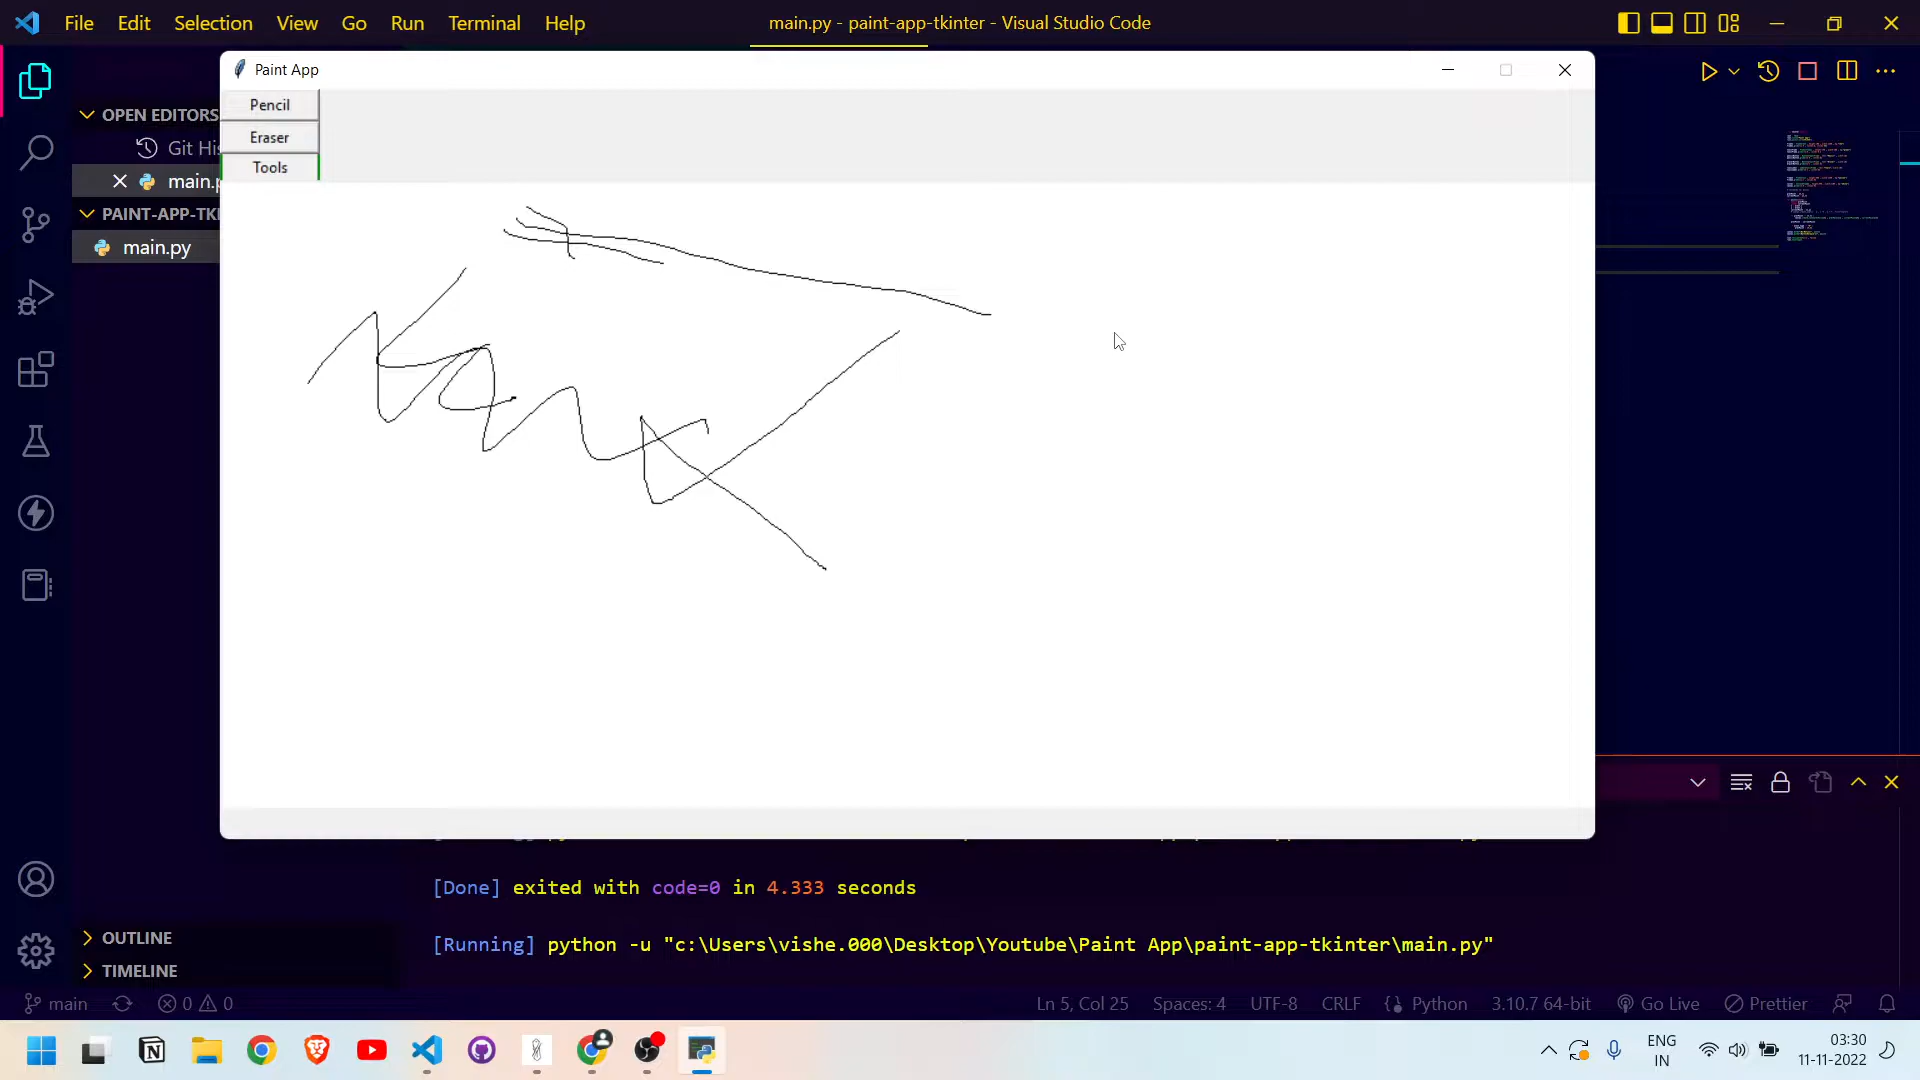 File Edit Selection View Go Run Terminal Help main.py - paint-app-tkinter - Visual Studio Code
Paint App
Pencil
Eraser
Tools
OPEN EDITORS
Git His
main.p
PAINT-APP-TKI
main.py
[Done] exited with code=0 in 4.333 seconds
[Running] python -u "c:\Users\vishe.000\Desktop\Youtube\Paint App\paint-app-tkinter\main.py"
OUTLINE
TIMELINE
main 0 0 Ln 5, Col 25 Spaces: 4 UTF-8 CRLF Python 3.10.7 64-bit Go Live Prettier
ENG
IN
03:30
11-11-2022